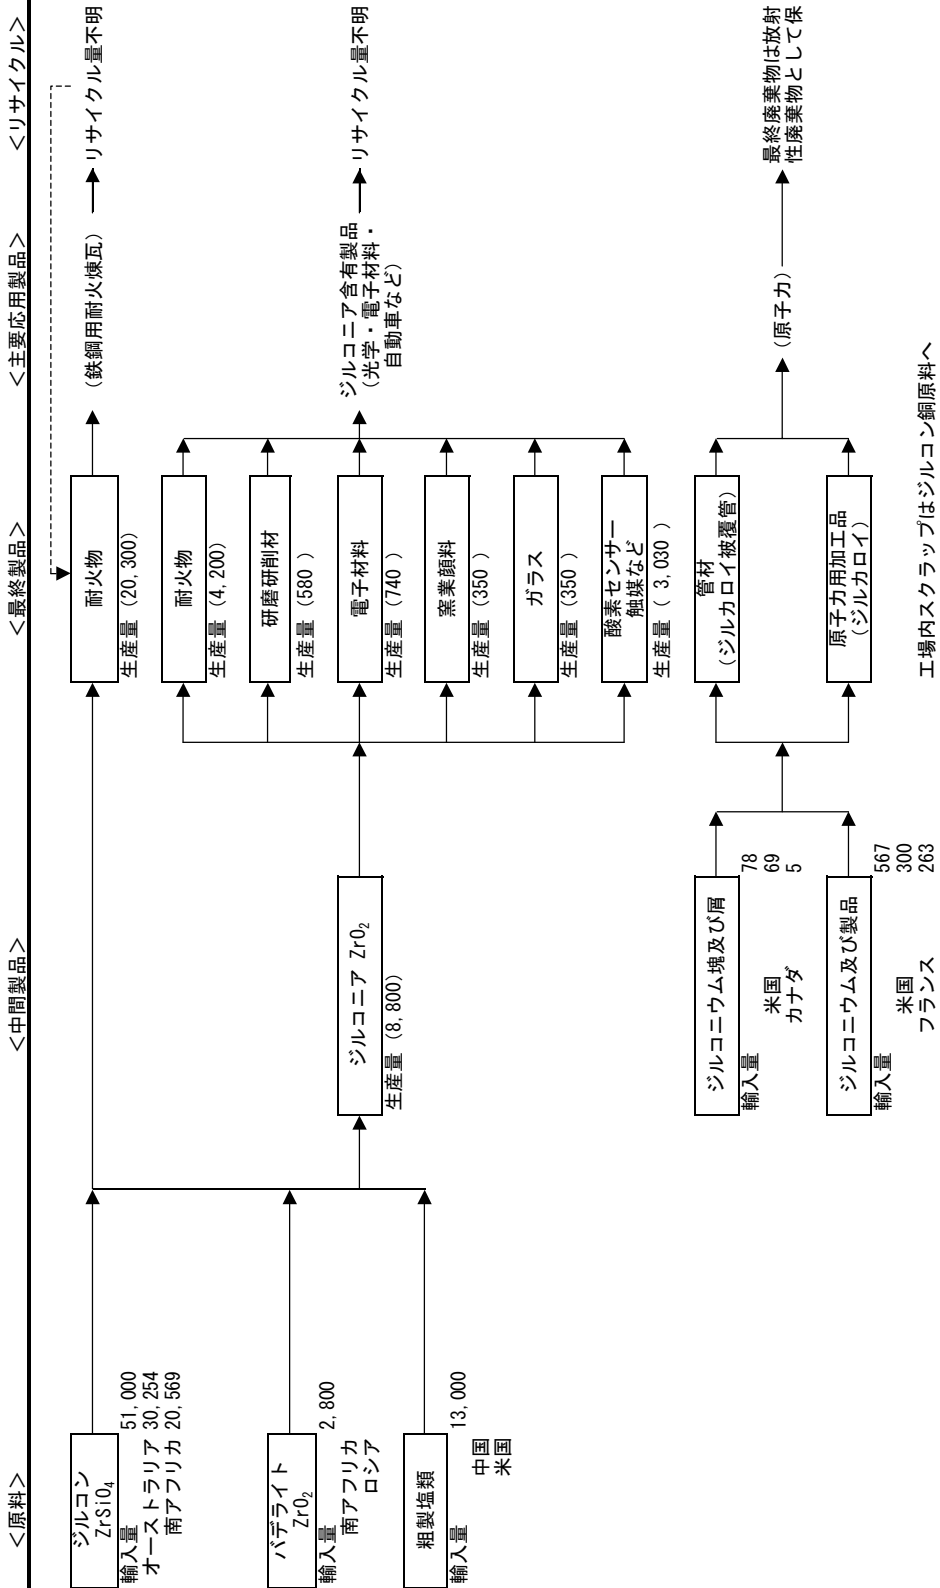 <原料>
<中間製品>
<最終製品>
<主要応用製品>
<リサイクル>
ジルコン
ZrSiO₄
輸入量 51,000
オーストラリア 30,254
南アフリカ 20,569
バデライト
ZrO₂
輸入量 2,800
南アフリカ
ロシア
粗製塩類
輸入量 13,000
中国
米国
ジルコニア ZrO₂
生産量 (8,800)
ジルコニウム塊及び屑
輸入量 78
米国 69
カナダ 5
ジルコニウム及び製品
輸入量 567
米国 300
フランス 263
耐火物
生産量 (20,300)
耐火物
生産量 (4,200)
研磨研削材
生産量 (580 )
電子材料
生産量 (740 )
窯業顔料
生産量 (350 )
ガラス
生産量 (350 )
酸素センサー
触媒など
生産量 ( 3,030 )
管材
(ジルカロイ被覆管)
原子力用加工品
(ジルカロイ)
工場内スクラップはジルコン銅原料へ
(鉄鋼用耐火煉瓦)
ジルコニア含有製品
(光学・電子材料・
自動車など)
(原子力)
リサイクル量不明
リサイクル量不明
最終廃棄物は放射
性廃棄物として保